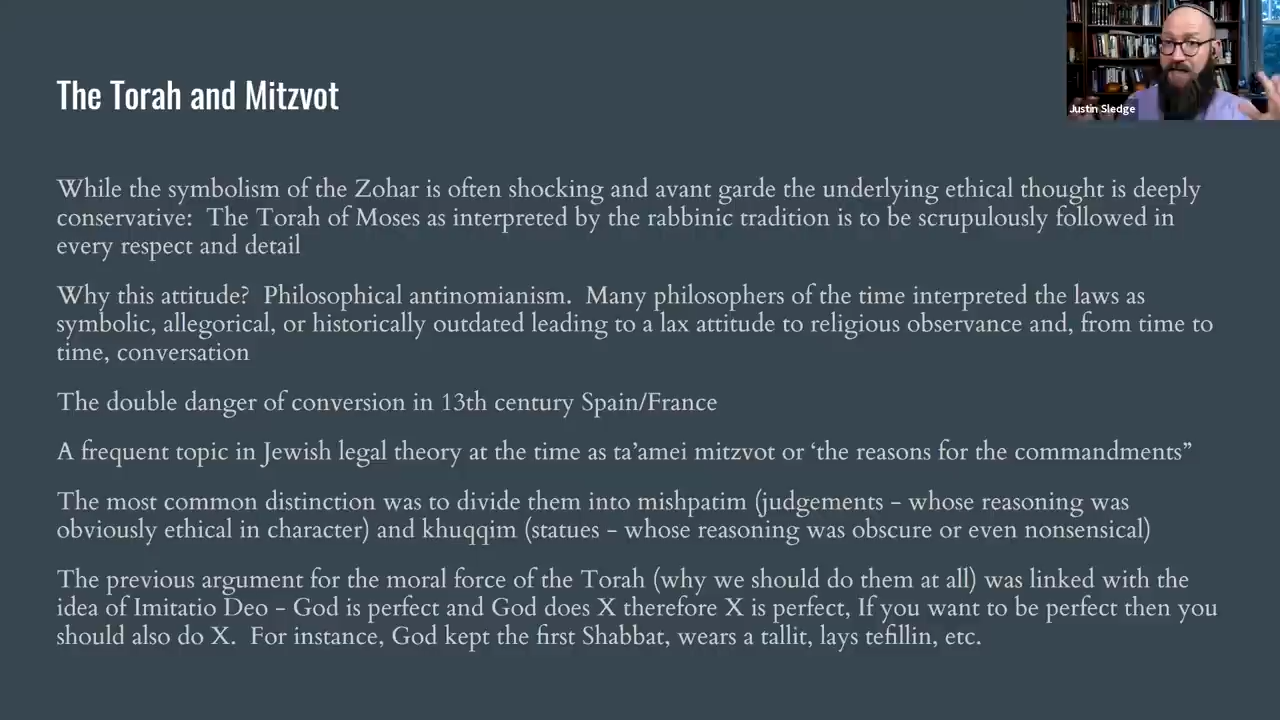 The Torah and Mitzvot
Justin Sledge
While the symbolism of the Zohar is often shocking and avant garde the underlying ethical thought is deeply
conservative:  The Torah of Moses as interpreted by the rabbinic tradition is to be scrupulously followed in
every respect and detail
Why this attitude?  Philosophical antinomianism.  Many philosophers of the time interpreted the laws as
symbolic, allegorical, or historically outdated leading to a lax attitude to religious observance and, from time to
time, conversation
The double danger of conversion in 13th century Spain/France
A frequent topic in Jewish legal theory at the time as ta’amei mitzvot or ‘the reasons for the commandments”
The most common distinction was to divide them into mishpatim (judgements - whose reasoning was
obviously ethical in character) and khuqqim (statues - whose reasoning was obscure or even nonsensical)
The previous argument for the moral force of the Torah (why we should do them at all) was linked with the
idea of Imitatio Deo - God is perfect and God does X therefore X is perfect, If you want to be perfect then you
should also do X.  For instance, God kept the first Shabbat, wears a tallit, lays tefillin, etc.